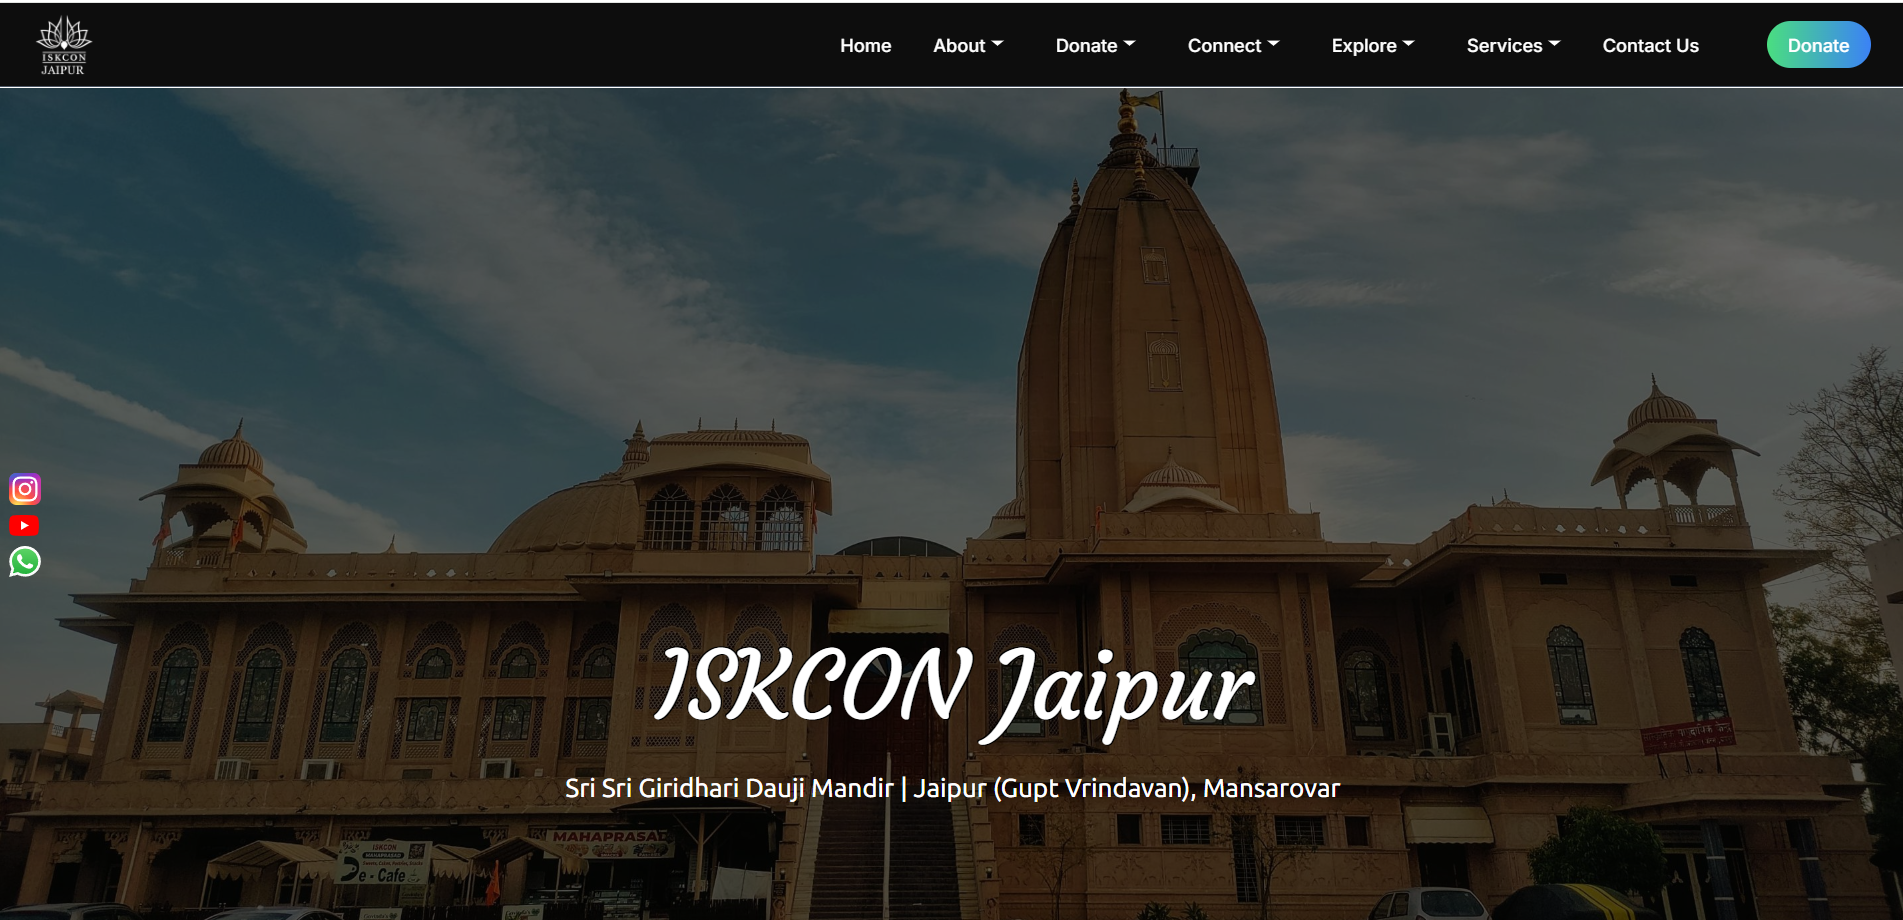 ISKCON
JAIPUR
Home
About
Donate
Connect
Explore
Services
Contact Us
Donate
ISKCON Jaipur
Sri Sri Giridhari Dauji Mandir | Jaipur (Gupt Vrindavan), Mansarovar
MAHAPRASAD
ISKCON
MAHAPRASAD
e - Cafe